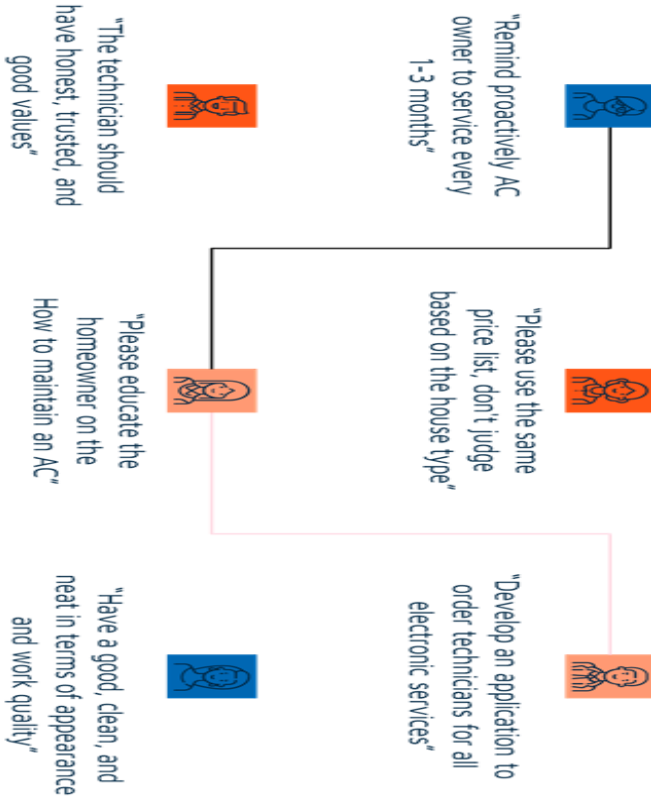 “Remind proactively AC
owner to service every
1-3 months”
“Please use the same
price list, don't judge
based on the house type”
“Develop an application to
order technicians for all
electronic services”
“The technician should
have honest, trusted, and
good values”
“Please educate the
homeowner on the
How to maintain an AC”
“Have a good, clean, and
neat in terms of appearance
and work quality”